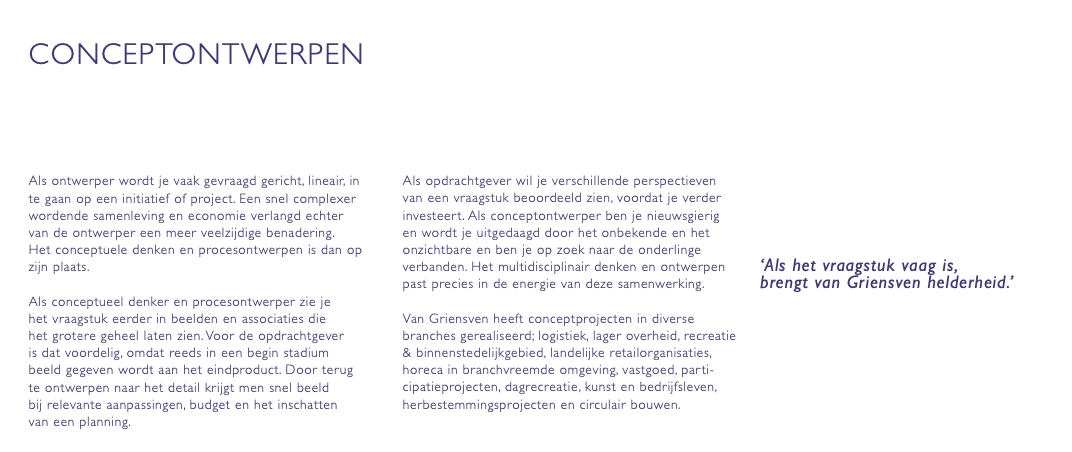 CONCEPTONTWERPEN
Als ontwerper wordt je vaak gevraagd gericht, lineair, in
te gaan op een initiatief of project. Een snel complexer
wordende samenleving en economie verlangd echter
van de ontwerper een meer veelzijdige benadering.
Het conceptuele denken en procesontwerpen is dan op
zijn plaats.
Als conceptueel denker en procesontwerper zie je
het vraagstuk eerder in beelden en associaties die
het grotere geheel laten zien. Voor de opdrachtgever
is dat voordelig, omdat reeds in een begin stadium
beeld gegeven wordt aan het eindproduct. Door terug
te ontwerpen naar het detail krijgt men snel beeld
bij relevante aanpassingen, budget en het inschatten
van een planning.
Als opdrachtgever wil je verschillende perspectieven
van een vraagstuk beoordeeld zien, voordat je verder
investeert. Als conceptontwerper ben je nieuwsgierig
en wordt je uitgedaagd door het onbekende en het
onzichtbare en ben je op zoek naar de onderlinge
verbanden. Het multidisciplinair denken en ontwerpen
past precies in de energie van deze samenwerking.
Van Griensven heeft conceptprojecten in diverse
branches gerealiseerd; logistiek, lager overheid, recreatie
& binnenstedelijkgebied, landelijke retailorganisaties,
horeca in branchvreemde omgeving, vastgoed, parti-
cipatieprojecten, dagrecreatie, kunst en bedrijfsleven,
herbestemmingsprojecten en circulair bouwen.
‘Als het vraagstuk vaag is,
brengt van Griensven helderheid.’